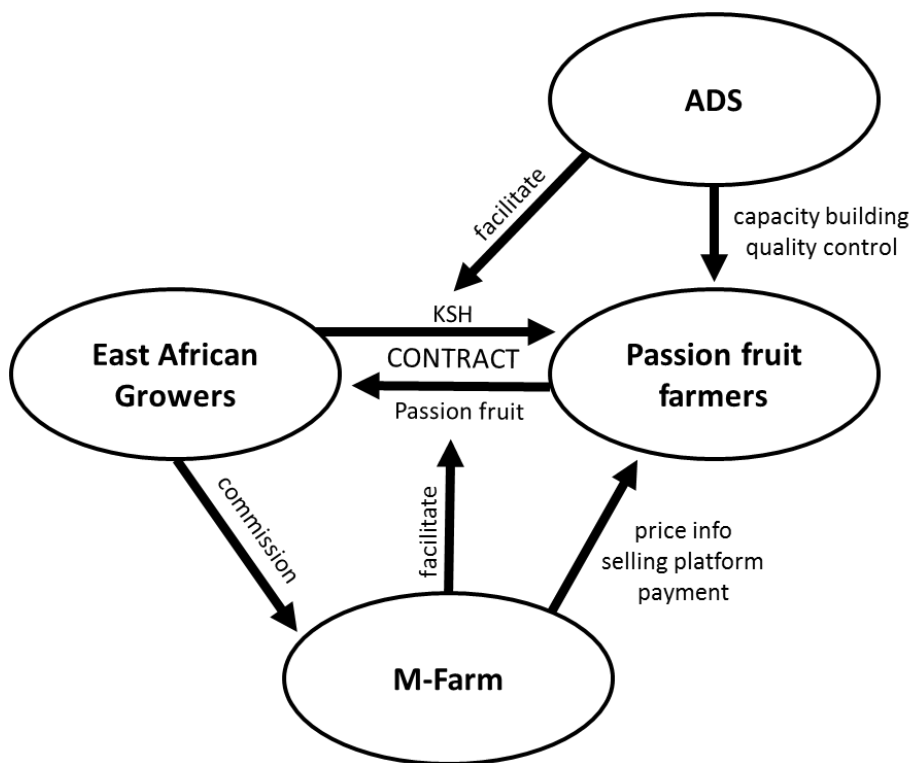 ADS
facilitate
capacity building
quality control
KSH
East African
Growers
CONTRACT
Passion fruit
farmers
Passion fruit
commission
facilitate
price info
selling platform
payment
M-Farm